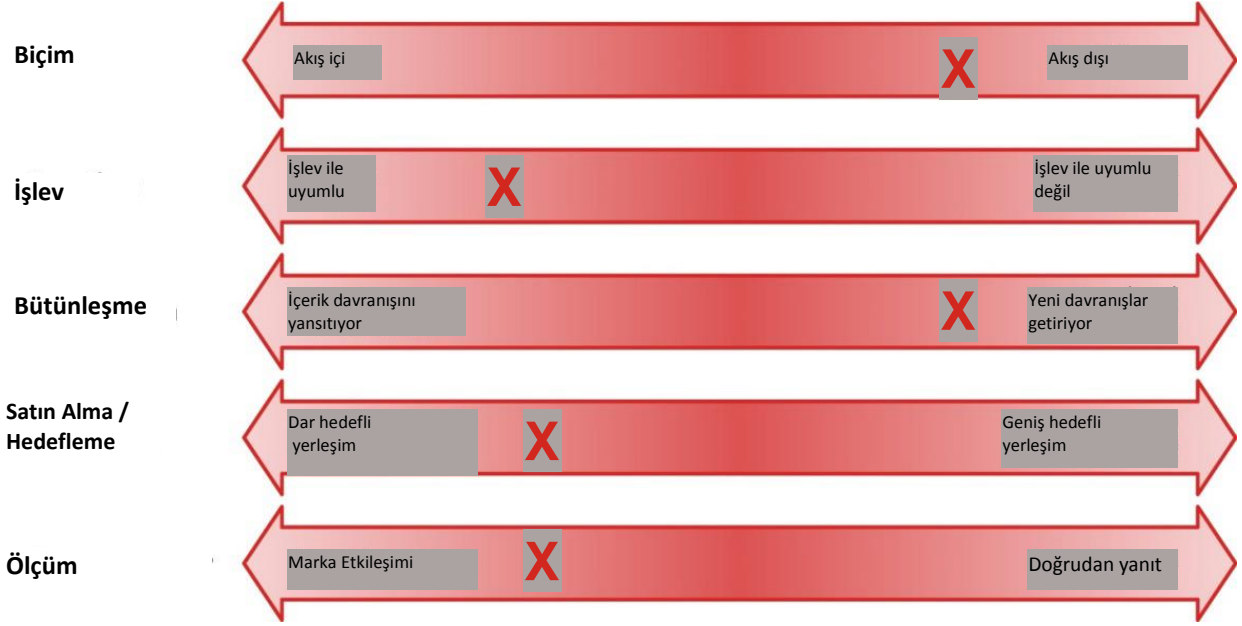 Biçim
Akış içi
X
Akış dışı
İşlev
İşlev ile
uyumlu
X
İşlev ile uyumlu
değil
Bütünleşme
İçerik davranışını
yansıtıyor
X
Yeni davranışlar
getiriyor
Satın Alma /
Hedefleme
Dar hedefli
yerleşim
X
Geniş hedefli
yerleşim
Ölçüm
Marka Etkileşimi
X
Doğrudan yanıt